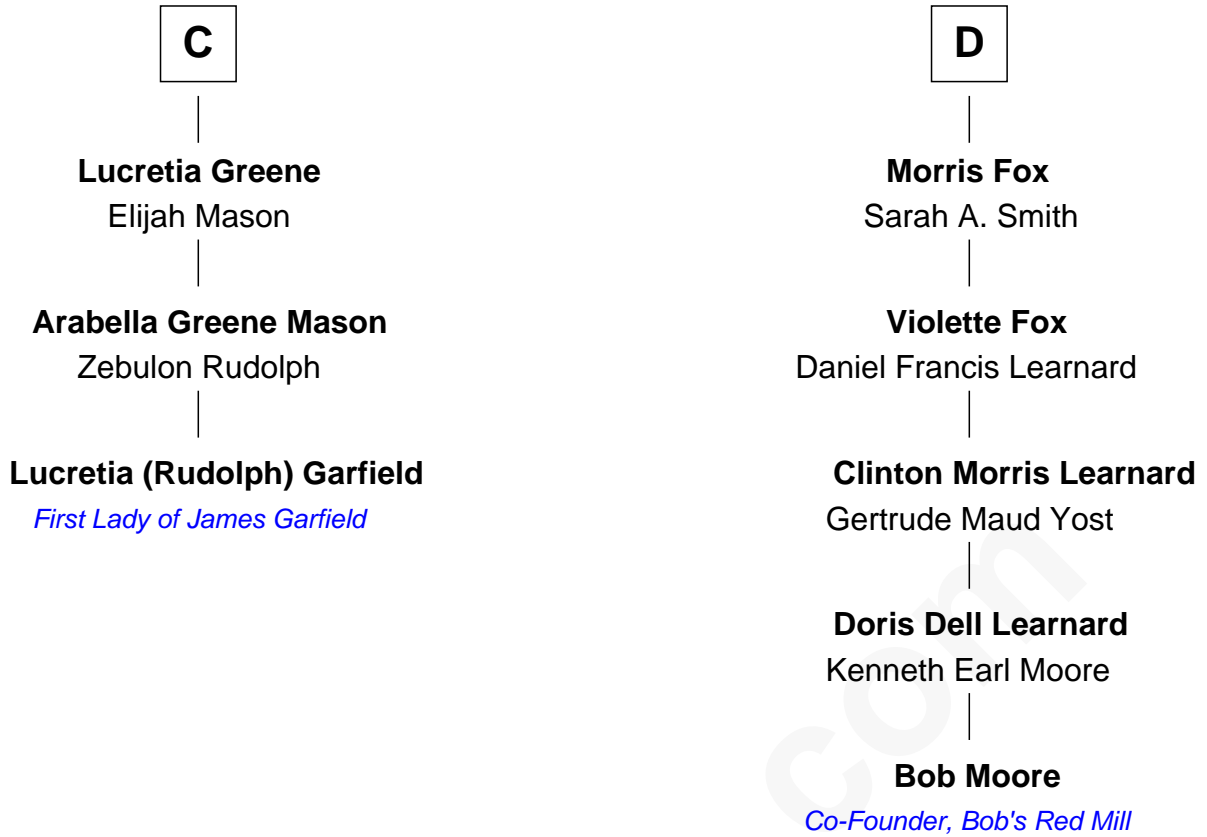 C
Lucretia Greene
Elijah Mason
Arabella Greene Mason
Zebulon Rudolph
Lucretia (Rudolph) Garfield
First Lady of James Garfield
D
Morris Fox
Sarah A. Smith
Violette Fox
Daniel Francis Learnard
Clinton Morris Learnard
Gertrude Maud Yost
Doris Dell Learnard
Kenneth Earl Moore
Bob Moore
Co-Founder, Bob's Red Mill
com